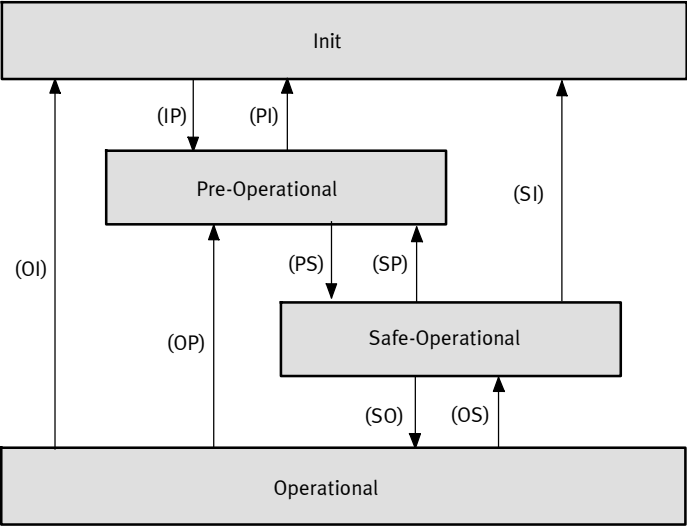 Init
(IP)
(PI)
Pre-Operational
(SI)
(OI)
(PS)
(SP)
(OP)
Safe-Operational
(SO)
(OS)
Operational